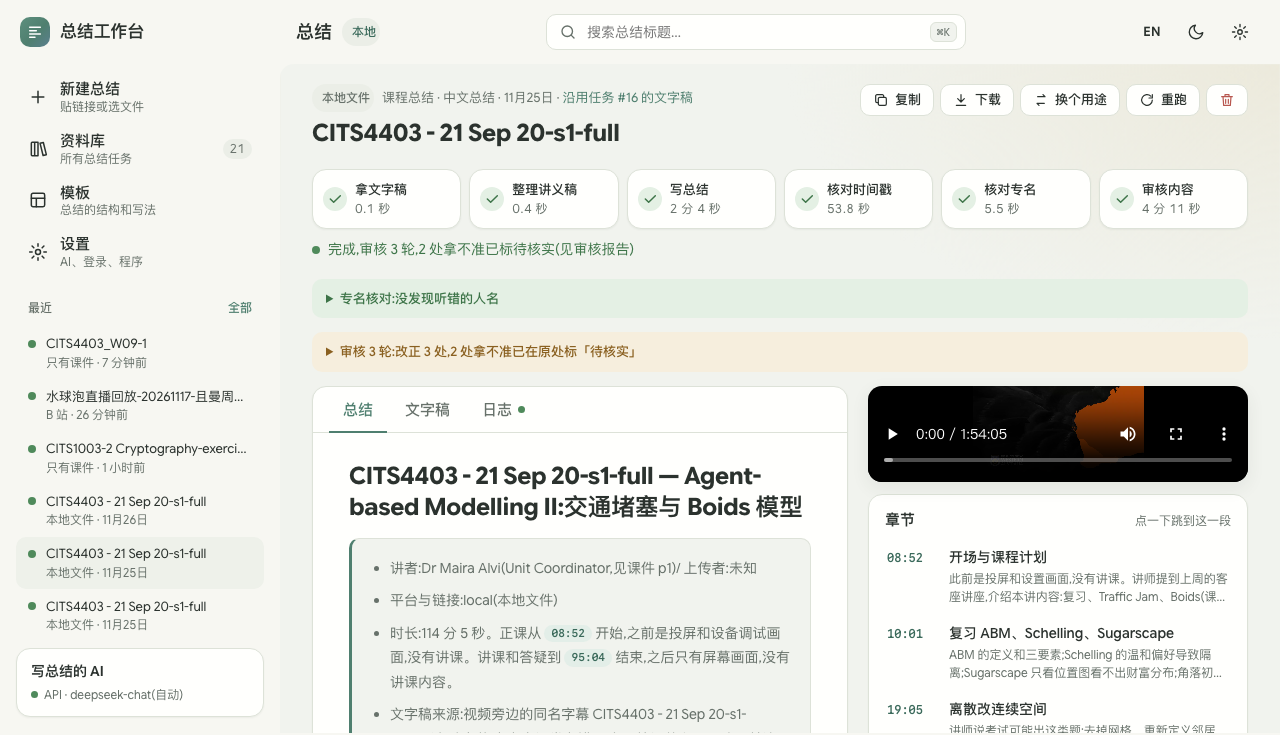 总结工作台
总结
本地
搜索总结标题…
⌘K
EN
新建总结
贴链接或选文件
资料库
所有总结任务
21
模板
总结的结构和写法
设置
AI、登录、程序
最近
全部
CITS4403_W09-1
只有课件 · 7 分钟前
水球泡直播回放-20261117-且曼周...
B 站 · 26 分钟前
CITS1003-2 Cryptography-exerci...
只有课件 · 1 小时前
CITS4403 - 21 Sep 20-s1-full
本地文件 · 11月26日
CITS4403 - 21 Sep 20-s1-full
本地文件 · 11月25日
CITS4403 - 21 Sep 20-s1-full
本地文件 · 11月25日
写总结的 AI
API · deepseek-chat(自动)
本地文件 课程总结 · 中文总结 · 11月25日 · 沿用任务 #16 的文字稿
复制
下载
换个用途
重跑
CITS4403 - 21 Sep 20-s1-full
拿文字稿
0.1 秒
整理讲义稿
0.4 秒
写总结
2 分 4 秒
核对时间戳
53.8 秒
核对专名
5.5 秒
审核内容
4 分 11 秒
完成,审核 3 轮,2 处拿不准已标待核实(见审核报告)
专名核对:没发现听错的人名
审核 3 轮:改正 3 处,2 处拿不准已在原处标「待核实」
总结
文字稿
日志
CITS4403 - 21 Sep 20-s1-full — Agent-
based Modelling II:交通堵塞与 Boids 模型
讲者:Dr Maira Alvi(Unit Coordinator,见课件 p1)/ 上传者:未知
平台与链接:local(本地文件)
时长:114 分 5 秒。正课从 08:52 开始,之前是投屏和设备调试画
面,没有讲课。讲课和答疑到 95:04 结束,之后只有屏幕画面,没有
讲课内容。
文字稿来源:视频旁边的同名字幕 CITS4403 - 21 Sep 20-s1-
0:00 / 1:54:05
章节
点一下跳到这一段
08:52
开场与课程计划
此前是投屏和设置画面,没有讲课。讲师提到上周的客
座讲座,介绍本讲内容:复习、Traffic Jam、Boids(课...
10:01
复习 ABM、Schelling、Sugarscape
ABM 的定义和三要素;Schelling 的温和偏好导致隔
离;Sugarscape 只看位置图看不出财富分布;角落初...
19:05
离散改连续空间